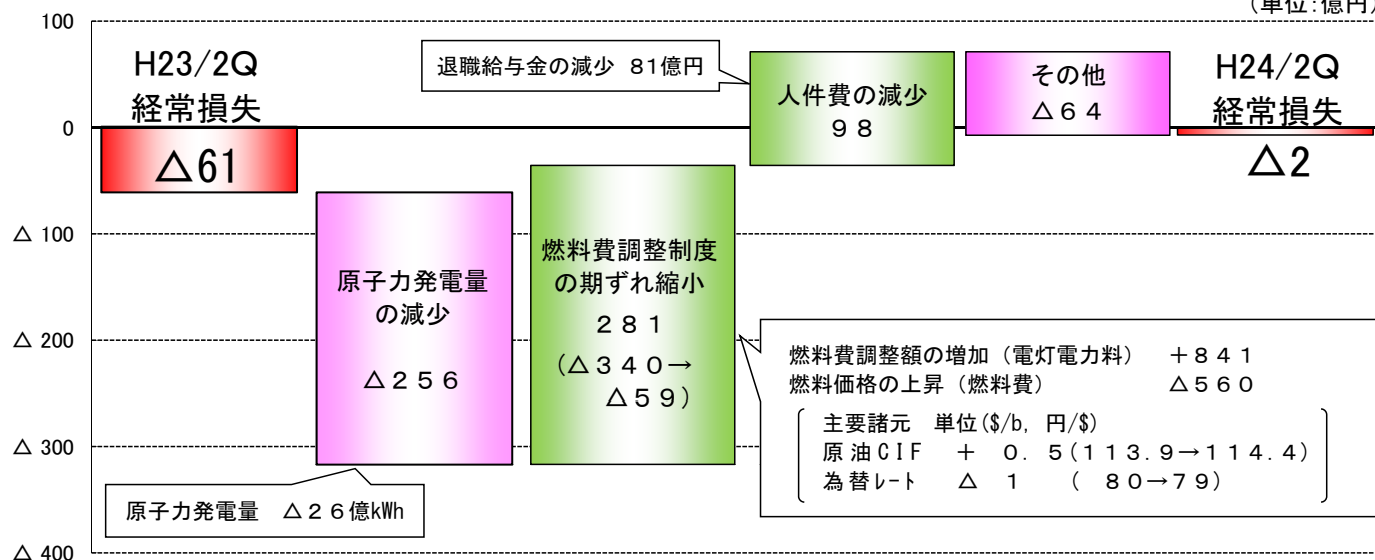 （単位：億円）
100
0
△ 100
△ 200
△ 300
△ 400
H23/2Q
経常損失
△61
原子力発電量
の減少
△２５６
原子力発電量　△２６億kWh
燃料費調整制度
の期ずれ縮小
２８１
（△３４０→
△５９）
退職給与金の減少　81億円
人件費の減少
９８
その他
△６４
H24/2Q
経常損失
△2
燃料費調整額の増加（電灯電力料）　＋８４１
燃料価格の上昇（燃料費）　△５６０
主要諸元　単位($/b, 円/$)
原油ＣＩＦ　＋　０．５(１１３.９→１１４.４)
為替ﾚｰﾄ　△　１　（　８０→７９）